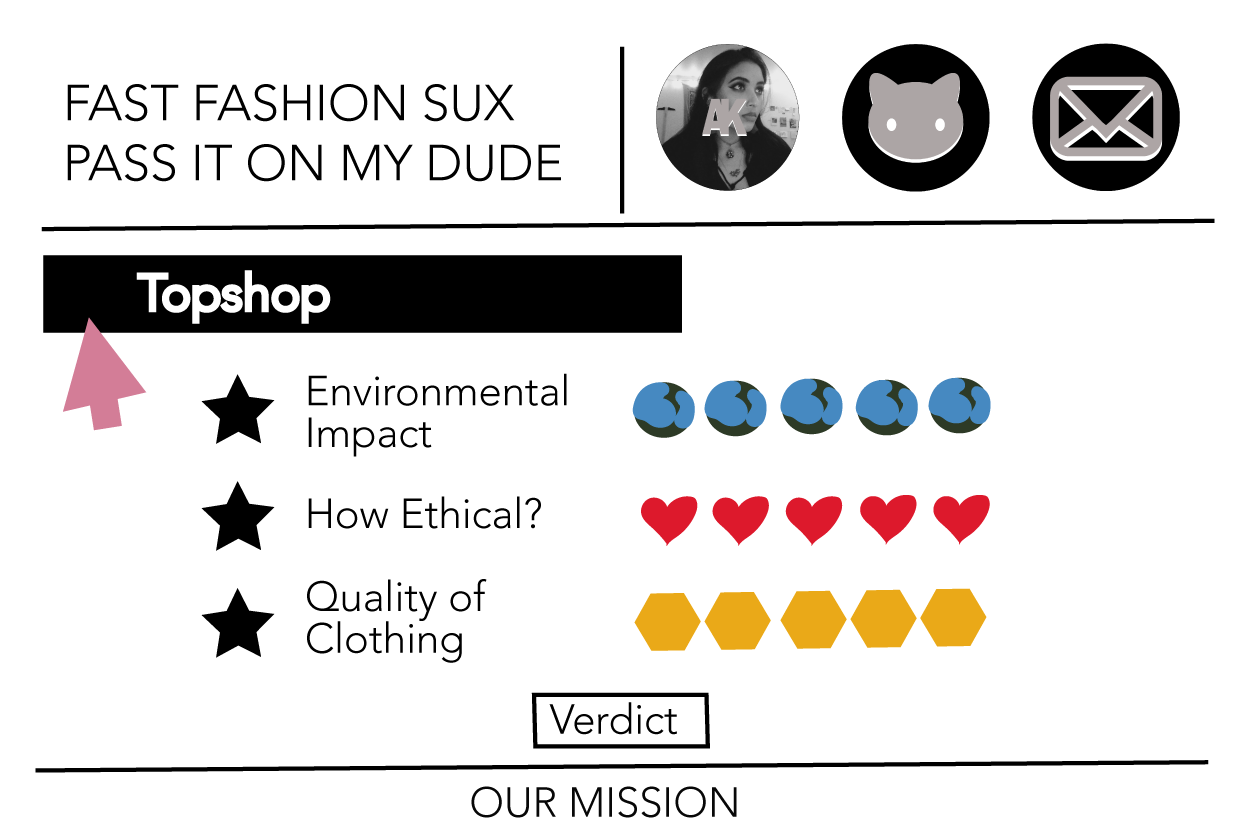 FAST FASHION SUX
PASS IT ON MY DUDE
AK
Topshop
Environmental
Impact
How Ethical?
Quality of
Clothing
Verdict
OUR MISSION